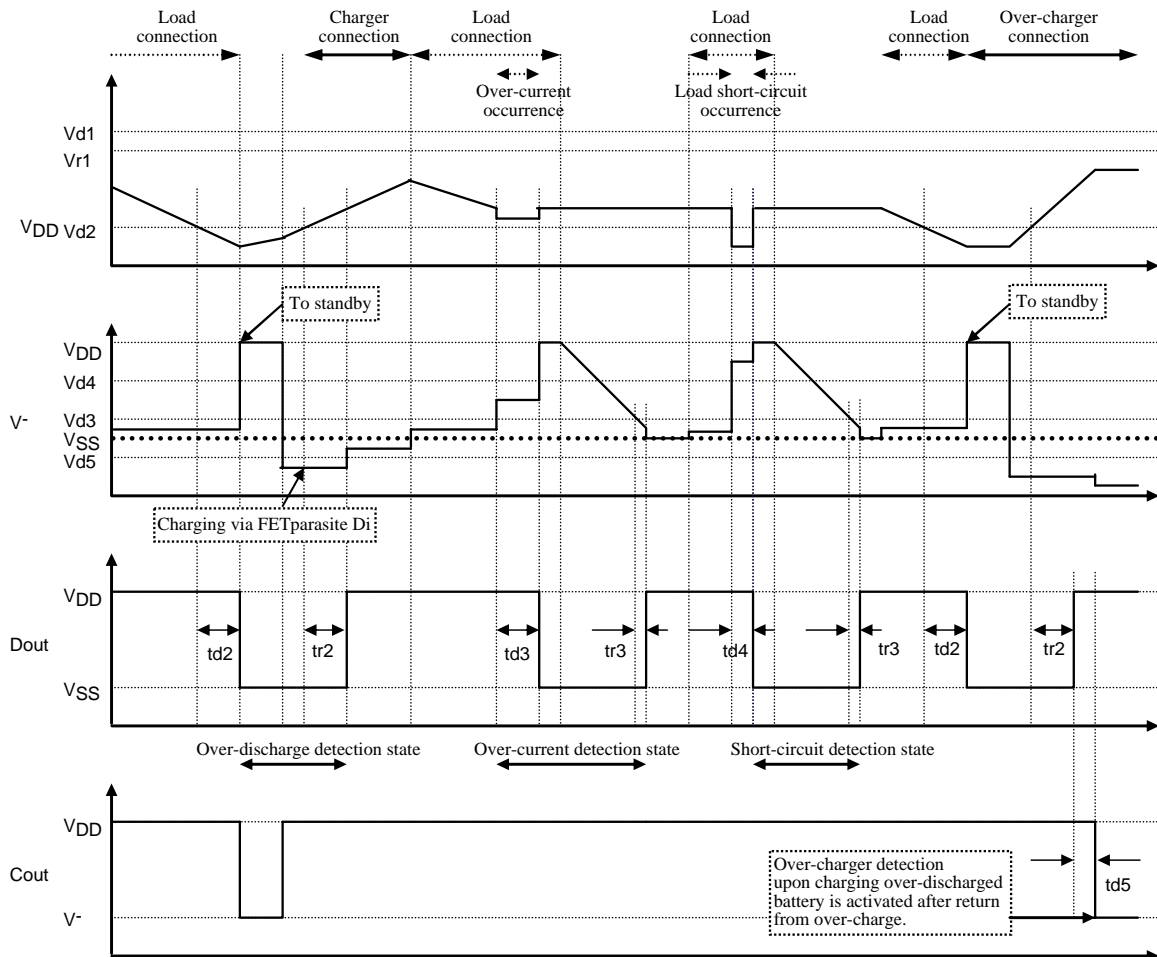 Load
connection
Charger
connection
Load
connection
Load
connection
Load
connection
Over-charger
connection
Over-current
occurrence
Load short-circuit
occurrence
Vd1
Vr1
VDD
Vd2
To standby
To standby
VDD
Vd4
V-
Vd3
VSS
Vd5
Charging via FETparasite Di
VDD
Dout
td2
tr2
td3
tr3
td4
tr3
td2
tr2
VSS
Over-discharge detection state
Over-current detection state
Short-circuit detection state
VDD
Cout
Over-charger detection
upon charging over-discharged
battery is activated after return
from over-charge.
td5
V-